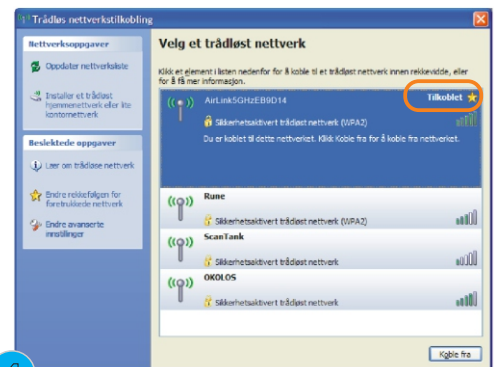 Trådløs nettverkstilkobling
Nettverksoppgaver
Oppdater nettverksliste
Installer et trådløst
hjemmenettverk eller lite
kontornettverk
Beslektede oppgaver
Lær om trådløse nettverk
Endre rekkefølgen for
foretrukkede nettverk
Endre avanserte
innstillinger
Velg et trådløst nettverk
Klikk et element i listen nedenfor for å koble til et trådløst nettverk innen rekkevidde, eller
for å få mer informasjon.
AirLink5GHzEB9D14 Tilkoblet
Sikkerhetsaktivert trådløst nettverk (WPA2)
Du er koblet til dette nettverket. Klikk Koble fra for å koble fra nettverket.
Rune
Sikkerhetsaktivert trådløst nettverk (WPA2)
ScanTank
Sikkerhetsaktivert trådløst nettverk
OKOLOS
Sikkerhetsaktivert trådløst nettverk
Koble fra